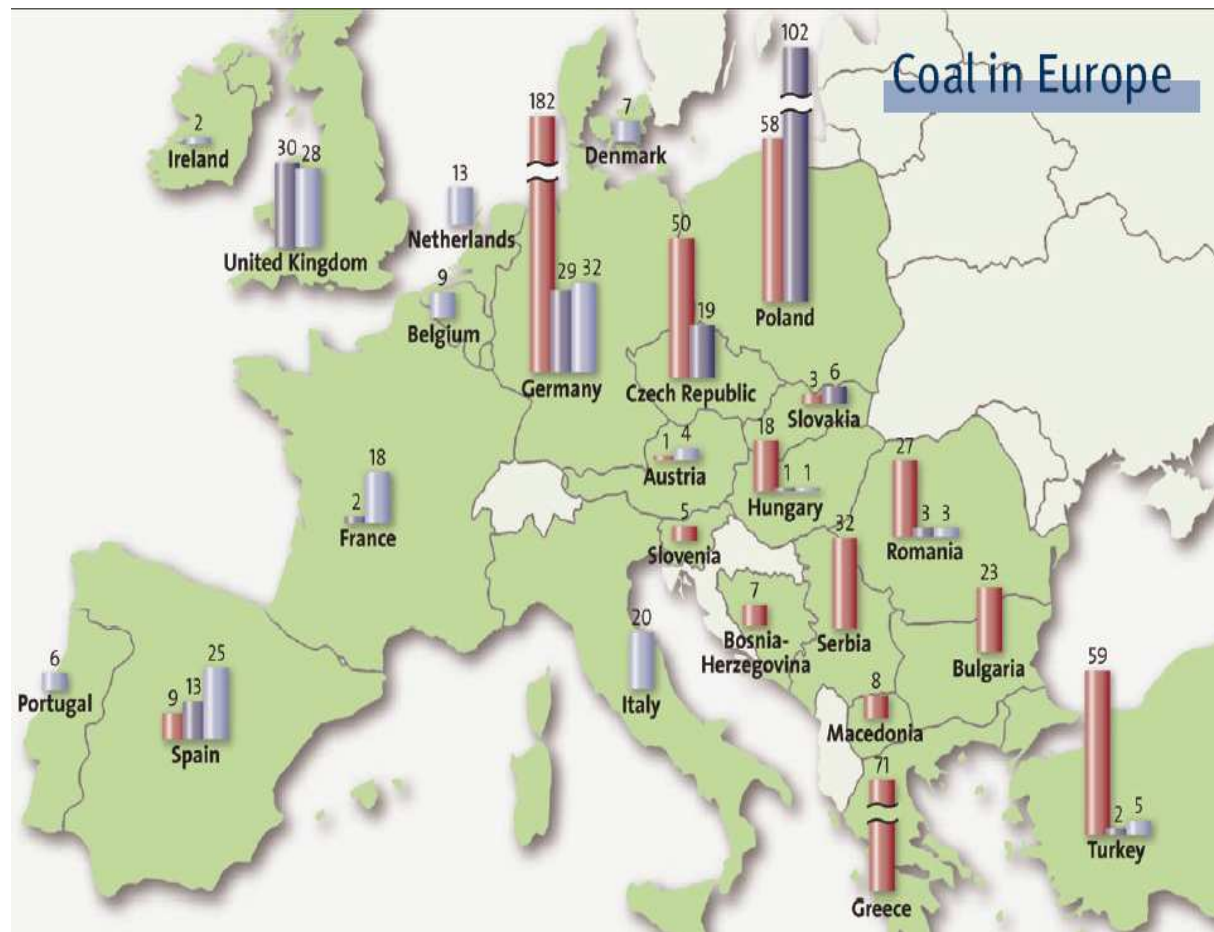 Coal in Europe
102
182
2
Ireland
7
Denmark
58
30 28
United Kingdom
13
Netherlands
50
9
Belgium
29 32
Germany
19
Czech Republic
Poland
3 6
Slovakia
1 4
Austria
18
1 1
Hungary
27
3 3
Romania
2 18
France
5
Slovenia
32
Serbia
7
Bosnia-
Herzegovina
23
Bulgaria
20
Italy
6
Portugal
9 13 25
Spain
8
Macedonia
71
Greece
59
2 5
Turkey